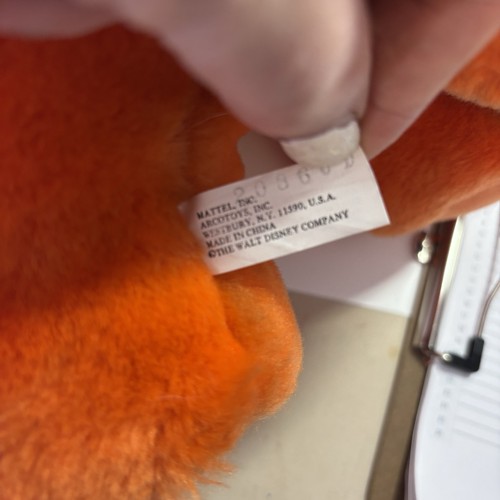 MATTEL, INC.
ARCOTOYS, INC.
WESTBURY, N.Y. 11590, U.S.A.
MADE IN CHINA
©THE WALT DISNEY COMPANY